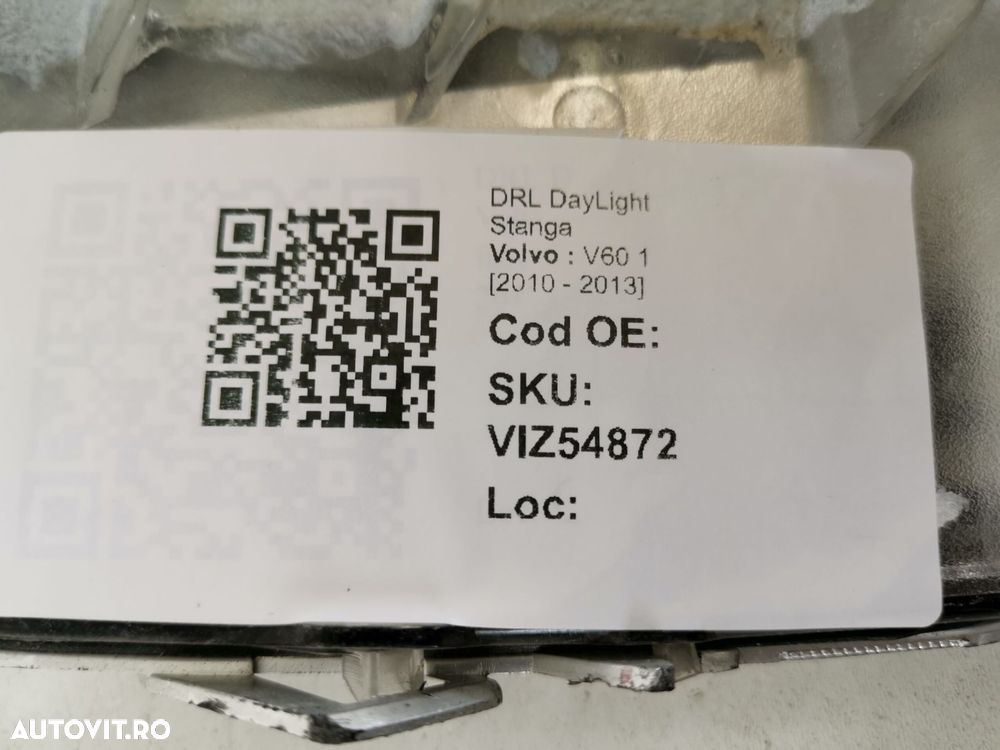 DRL DayLight
Stanga
Volvo : V60 1
[2010 - 2013]
Cod OE:
SKU:
VIZ54872
Loc:
AUTOVIT.RO